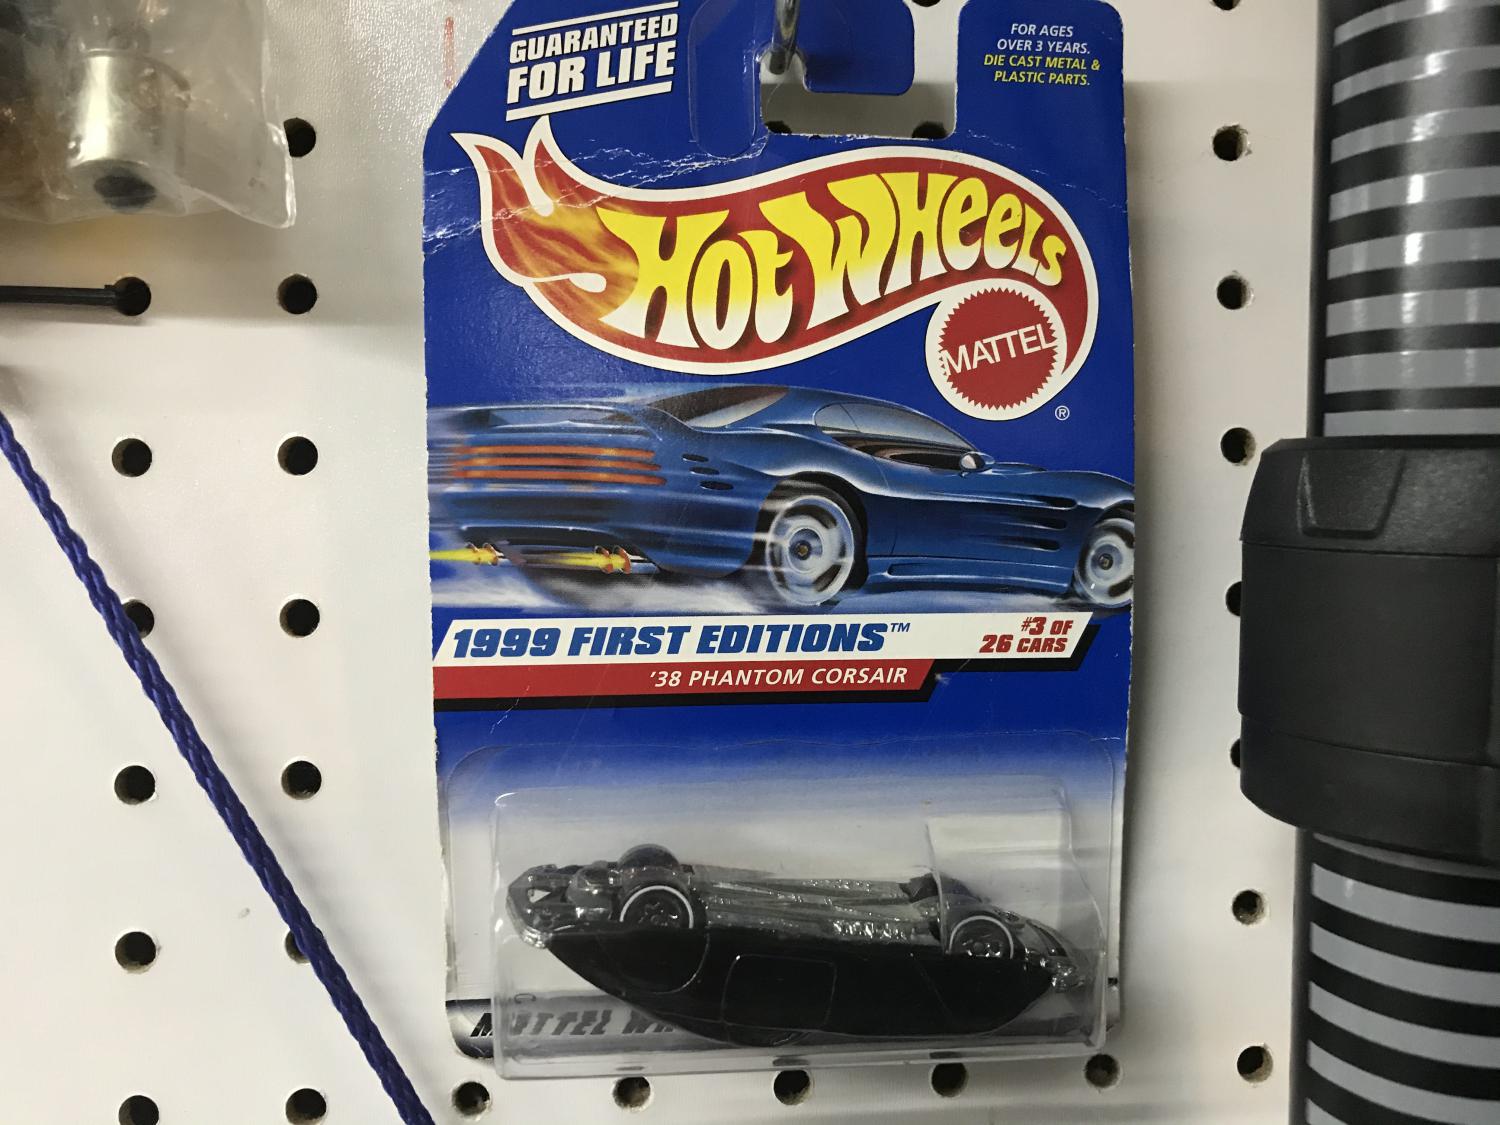 GUARANTEED
FOR LIFE
FOR AGES
OVER 3 YEARS.
DIE CAST METAL &
PLASTIC PARTS.
HOT WHEELS
MATTEL
®
1999 FIRST EDITIONS™
#3 OF
26 CARS
'38 PHANTOM CORSAIR
MATTEL